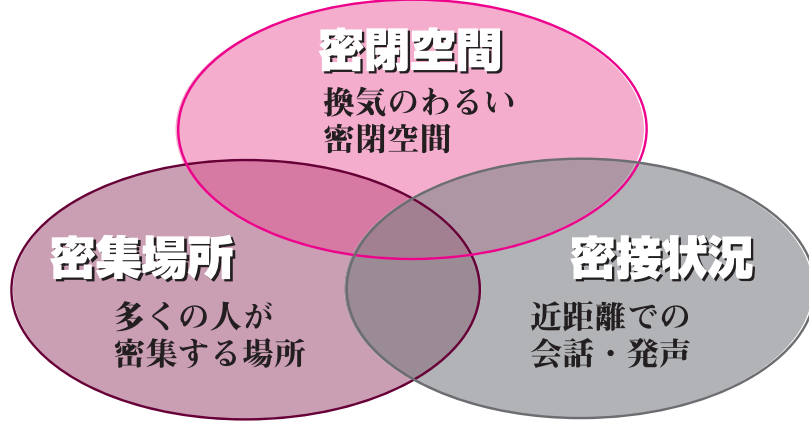 密閉空間
換気のわるい
密閉空間
密集場所
多くの人が
密集する場所
密接状況
近距離での
会話・発声